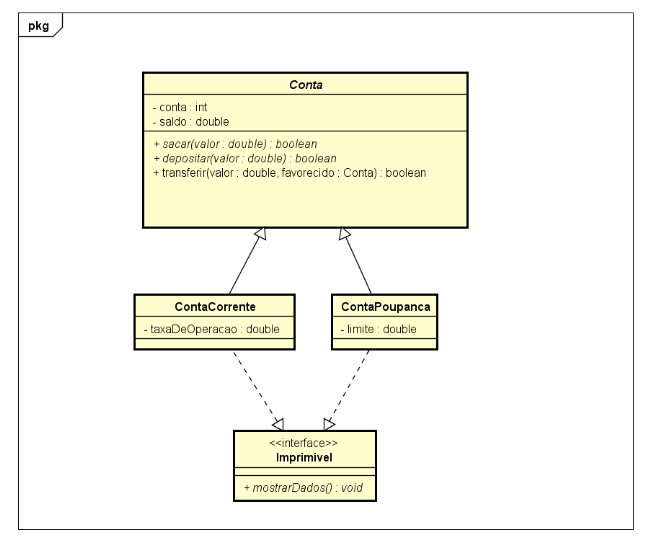 pkg
Conta
- conta : int
- saldo : double
+ sacar(valor : double) : boolean
+ depositar(valor : double) : boolean
+ transferir(valor : double, favorecido : Conta) : boolean
ContaCorrente
- taxaDeOperacao : double
ContaPoupanca
- limite : double
<<interface>>
Imprimivel
+ mostrarDados() : void